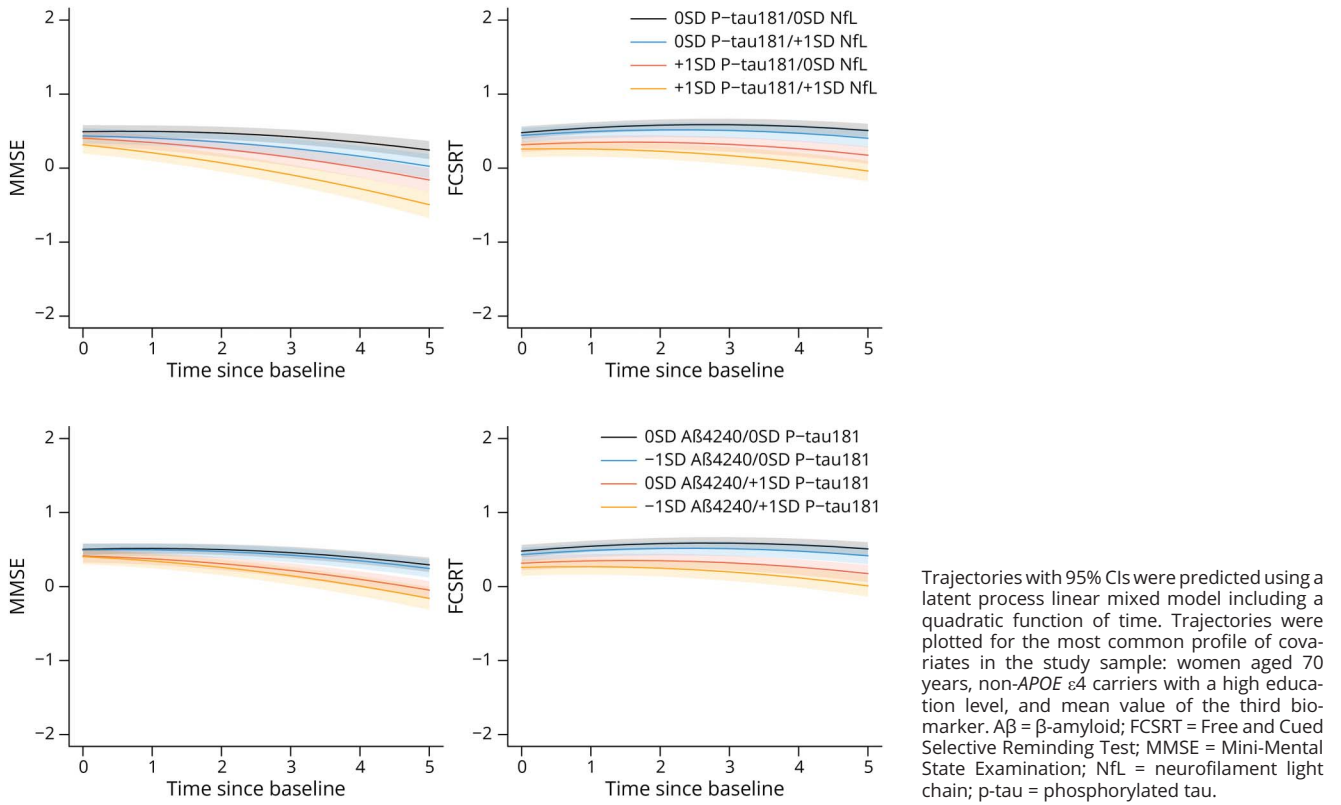 2
1
0
−1
−2
MMSE
0 1 2 3 4 5
Time since baseline
2
1
0
−1
−2
FCSRT
0SD P−tau181/0SD NfL
0SD P−tau181/+1SD NfL
+1SD P−tau181/0SD NfL
+1SD P−tau181/+1SD NfL
0 1 2 3 4 5
Time since baseline
2
1
0
−1
−2
MMSE
0 1 2 3 4 5
Time since baseline
2
1
0
−1
−2
FCSRT
0SD Aß4240/0SD P−tau181
−1SD Aß4240/0SD P−tau181
0SD Aß4240/+1SD P−tau181
−1SD Aß4240/+1SD P−tau181
0 1 2 3 4 5
Time since baseline
Trajectories with 95% CIs were predicted using a
latent process linear mixed model including a
quadratic function of time. Trajectories were
plotted for the most common profile of cova-
riates in the study sample: women aged 70
years, non-APOE ε4 carriers with a high educa-
tion level, and mean value of the third bio-
marker. Aβ = β-amyloid; FCSRT = Free and Cued
Selective Reminding Test; MMSE = Mini-Mental
State Examination; NfL = neurofilament light
chain; p-tau = phosphorylated tau.